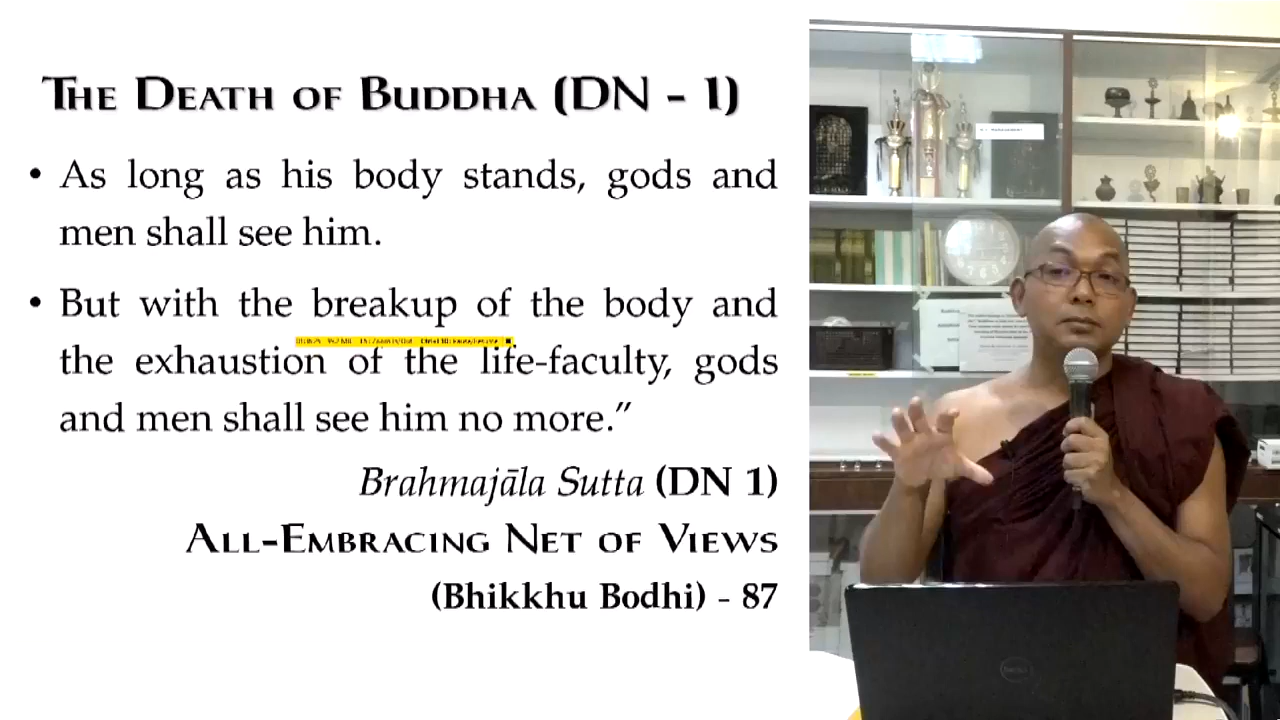 The Death of Buddha (DN - 1)
• As long as his body stands, gods and
men shall see him.
• But with the breakup of the body and
the exhaustion of the life-faculty, gods
and men shall see him no more.”
Brahmajāla Sutta (DN 1)
All-Embracing Net of Views
(Bhikkhu Bodhi) - 87